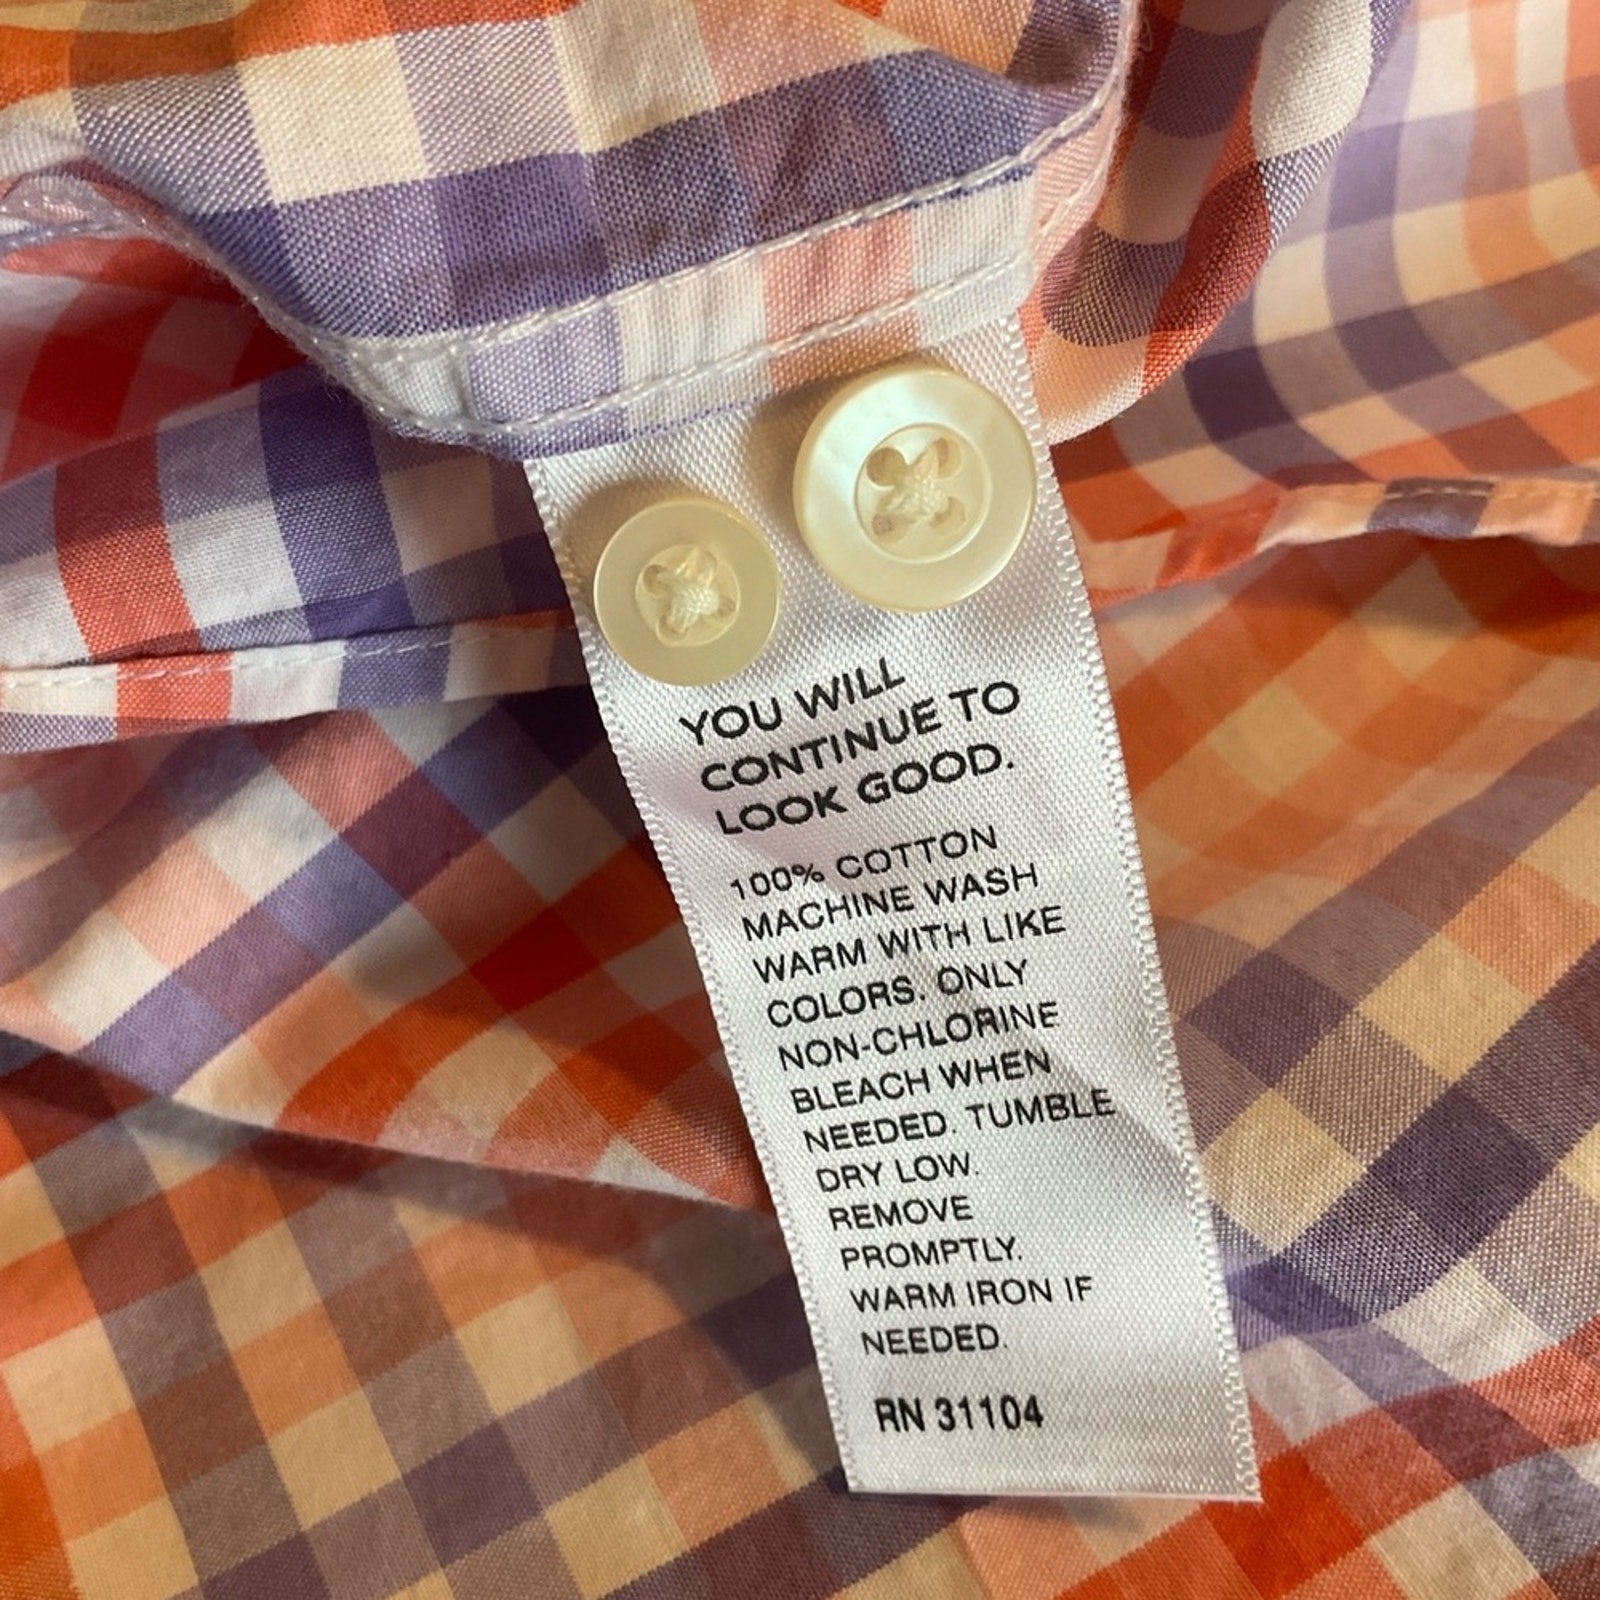 YOU WILL
CONTINUE TO
LOOK GOOD.
100% COTTON
MACHINE WASH
WARM WITH LIKE
COLORS. ONLY
NON-CHLORINE
BLEACH WHEN
NEEDED. TUMBLE
DRY LOW.
REMOVE
PROMPTLY.
WARM IRON IF
NEEDED.
RN 31104